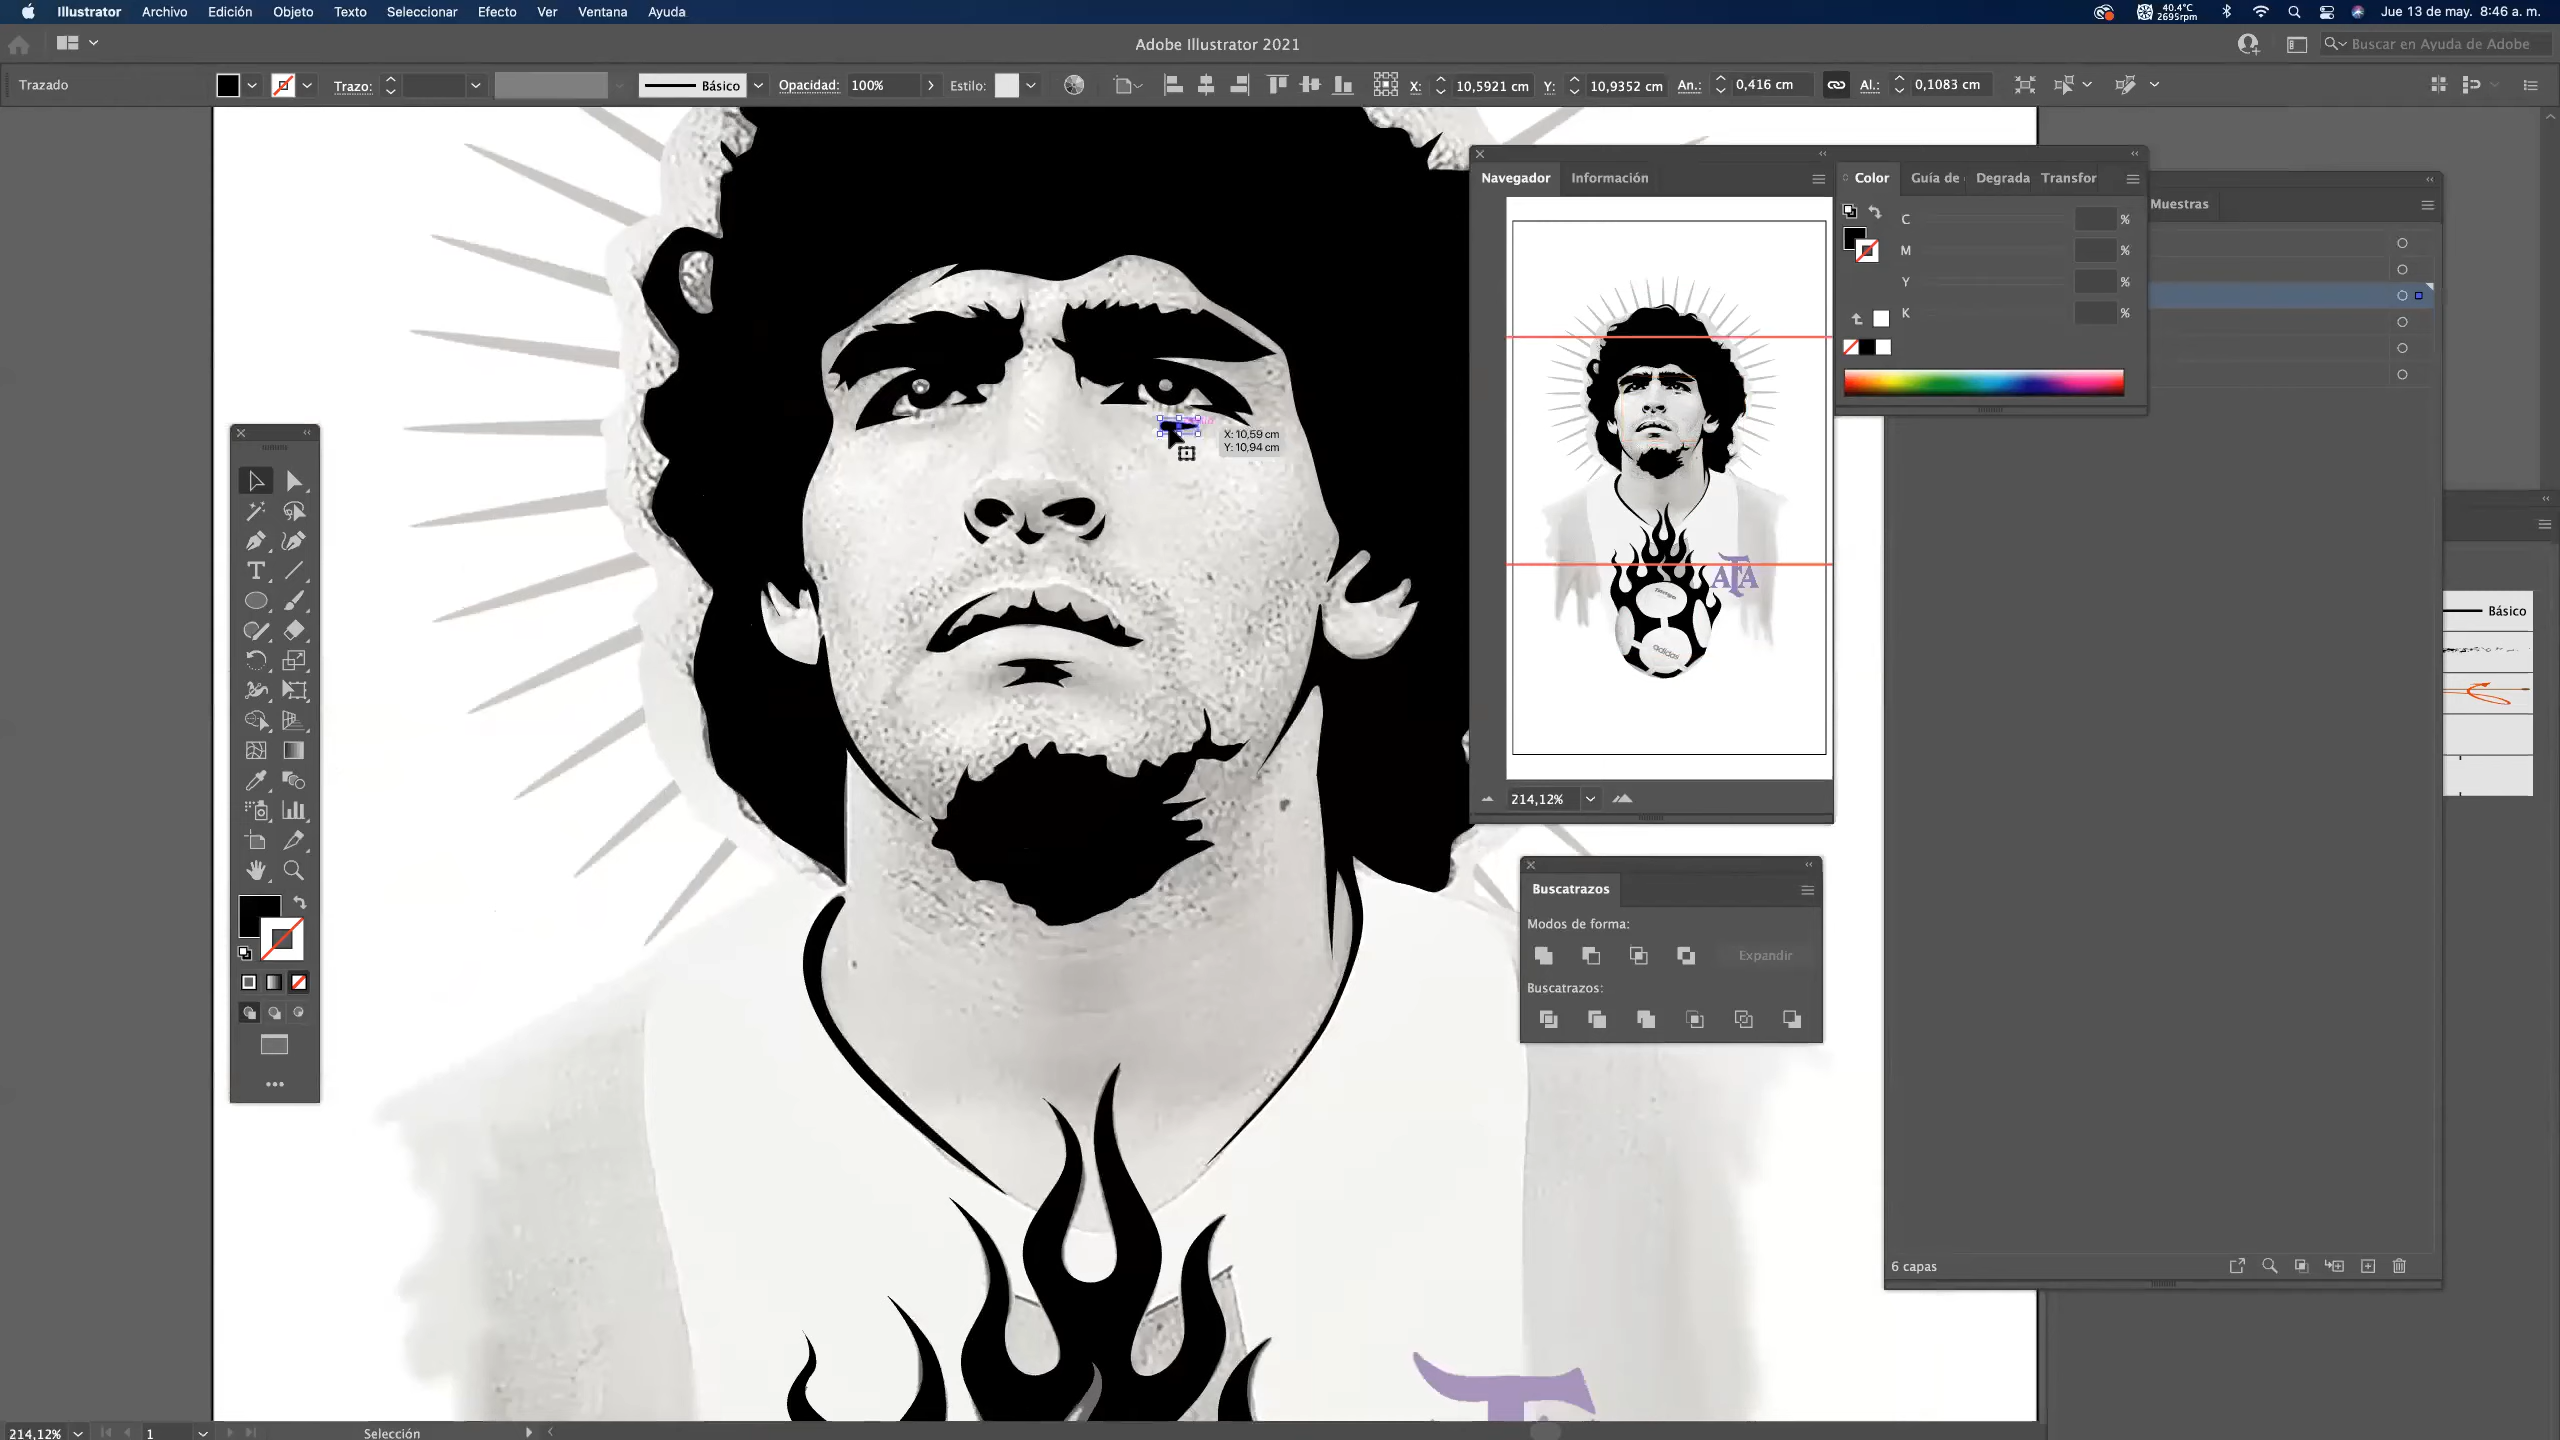 Illustrator Archivo Edición Objeto Texto Seleccionar Efecto Ver Ventana Ayuda
40.4°C
2695rpm
Jue 13 de may. 8:46 a. m.
Adobe Illustrator 2021
Buscar en Ayuda de Adobe
Trazado
Trazo:
Básico
Opacidad: 100%
Estilo:
X: 10,5921 cm
Y: 10,9352 cm
An.: 0,416 cm
Al.: 0,1083 cm
Navegador Información
Color Guía de Degrada Transfor
Muestras
C %
M %
Y %
K %
X: 10,59 cm
Y: 10,94 cm
AFA
Tango
adidas
Básico
214,12%
Buscatrazos
Modos de forma:
Expandir
Buscatrazos:
6 capas
214,12% 1 Selección